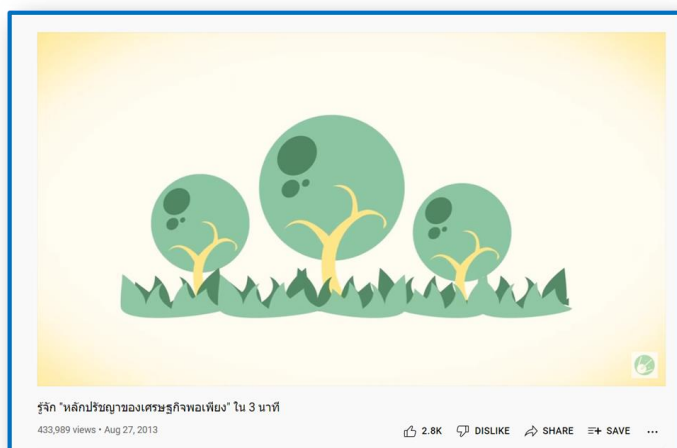 รู้จัก "หลักปรัชญาของเศรษฐกิจพอเพียง" ใน 3 นาที
433,989 views • Aug 27, 2013
2.8K DISLIKE SHARE SAVE ...